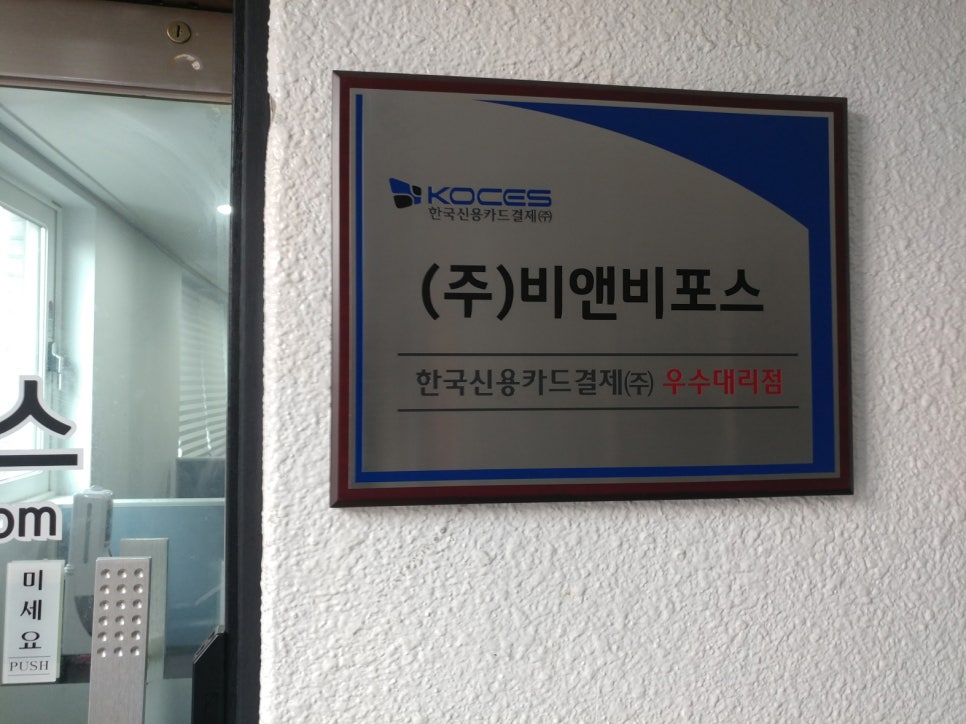 KOCES
한국신용카드결제㈜
(주)비앤비포스
한국신용카드결제㈜ 우수대리점
스
om
미세요
PUSH